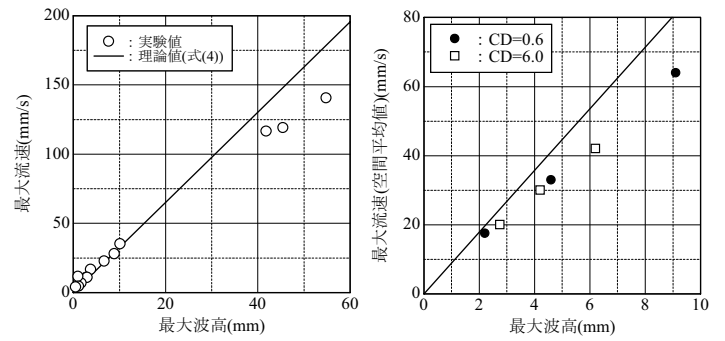 200
150
100
50
0
0
20
40
60
最大流速(mm/s)
最大波高(mm)
○ : 実験値
— : 理論値(式(4))
80
60
40
20
0
0
2
4
6
8
10
最大流速(空間平均値)(mm/s)
最大波高(mm)
● : CD=0.6
□ : CD=6.0